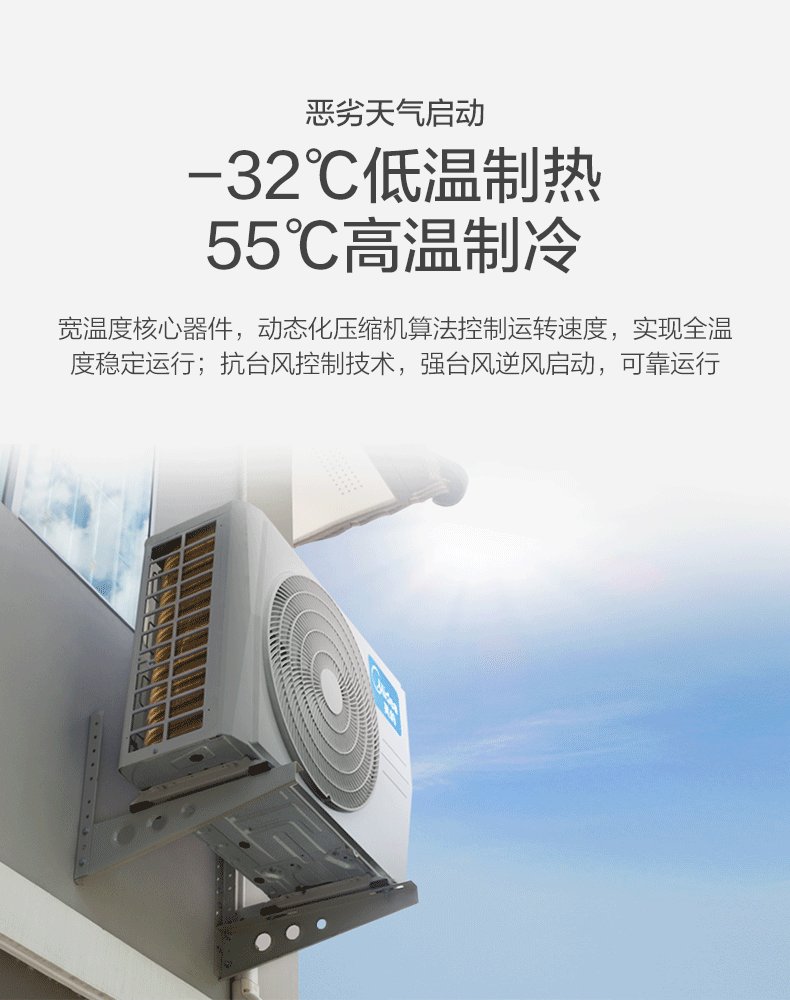 恶劣天气启动
-32℃低温制热
55℃高温制冷
宽温度核心器件，动态化压缩机算法控制运转速度，实现全温
度稳定运行；抗台风控制技术，强台风逆风启动，可靠运行
Midea
美的